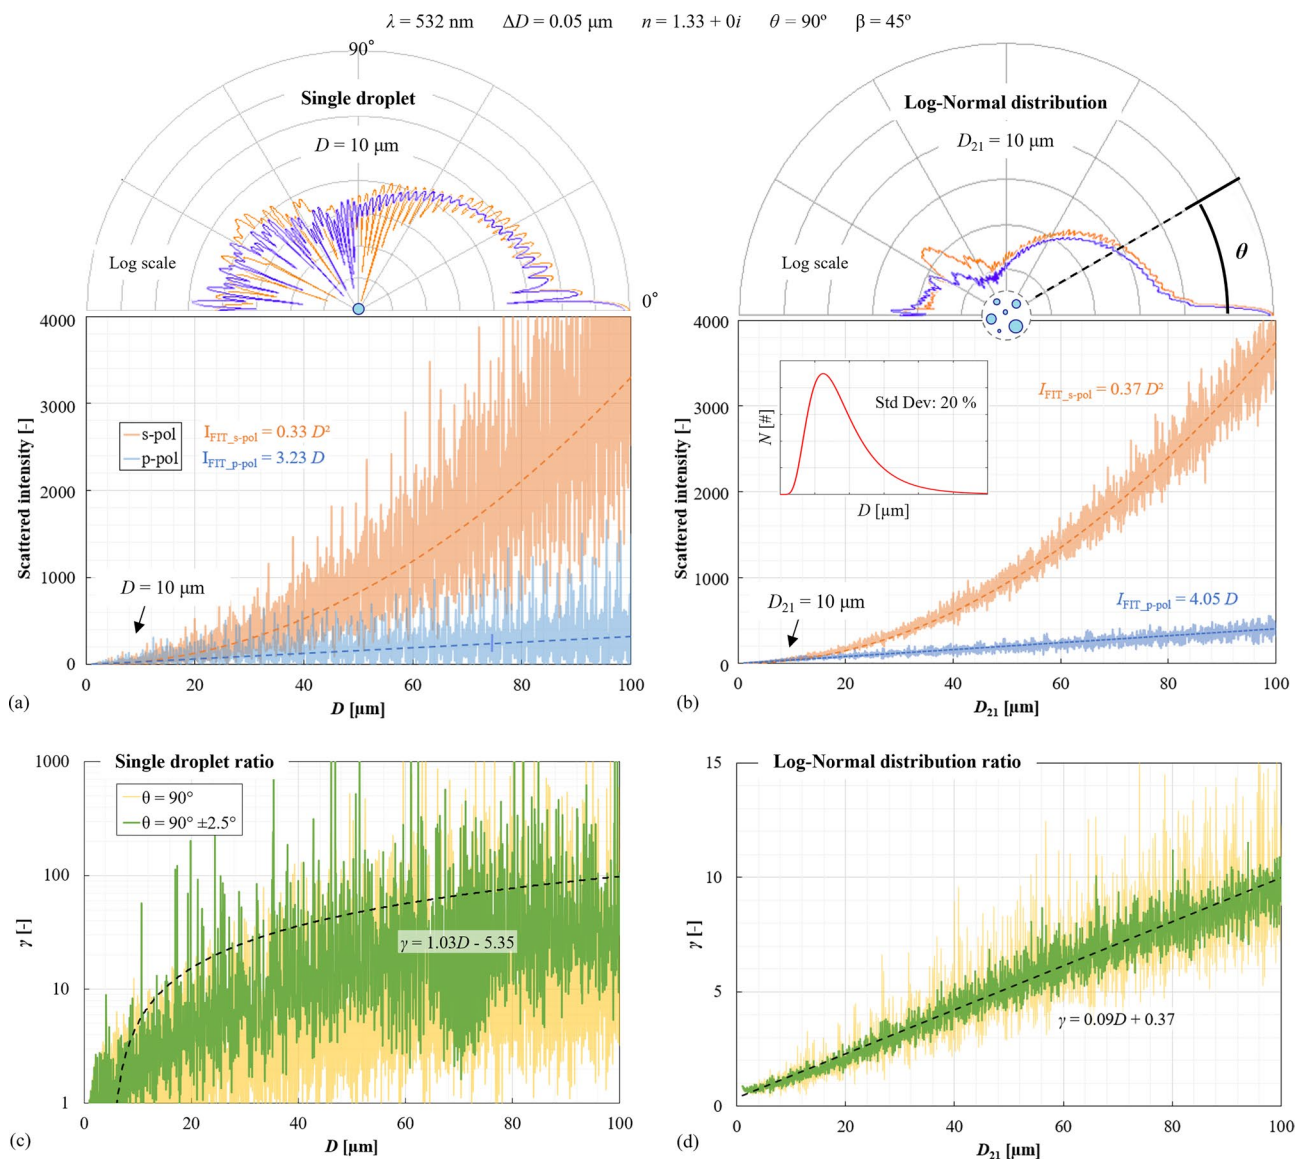 λ = 532 nm ΔD = 0.05 μm n = 1.33 + 0i θ = 90º β = 45º
90°
Single droplet
D = 10 μm
Log scale
0°
Log-Normal distribution
D21 = 10 μm
Log scale
θ
4000
3000
2000
1000
0
Scattered intensity [-]
s-pol
p-pol
IFIT_s-pol = 0.33 D²
IFIT_p-pol = 3.23 D
D = 10 μm
0 20 40 60 80 100
D [μm]
(a)
4000
3000
2000
1000
0
Scattered intensity [-]
N [#]
Std Dev: 20 %
D [μm]
IFIT_s-pol = 0.37 D²
IFIT_p-pol = 4.05 D
D21 = 10 μm
0 20 40 60 80 100
D21 [μm]
(b)
Single droplet ratio
1000
100
10
1
γ [-]
θ = 90°
θ = 90° ±2.5°
γ = 1.03D - 5.35
0 20 40 60 80 100
D [μm]
(c)
Log-Normal distribution ratio
15
10
5
0
γ [-]
γ = 0.09D + 0.37
0 20 40 60 80 100
D21 [μm]
(d)